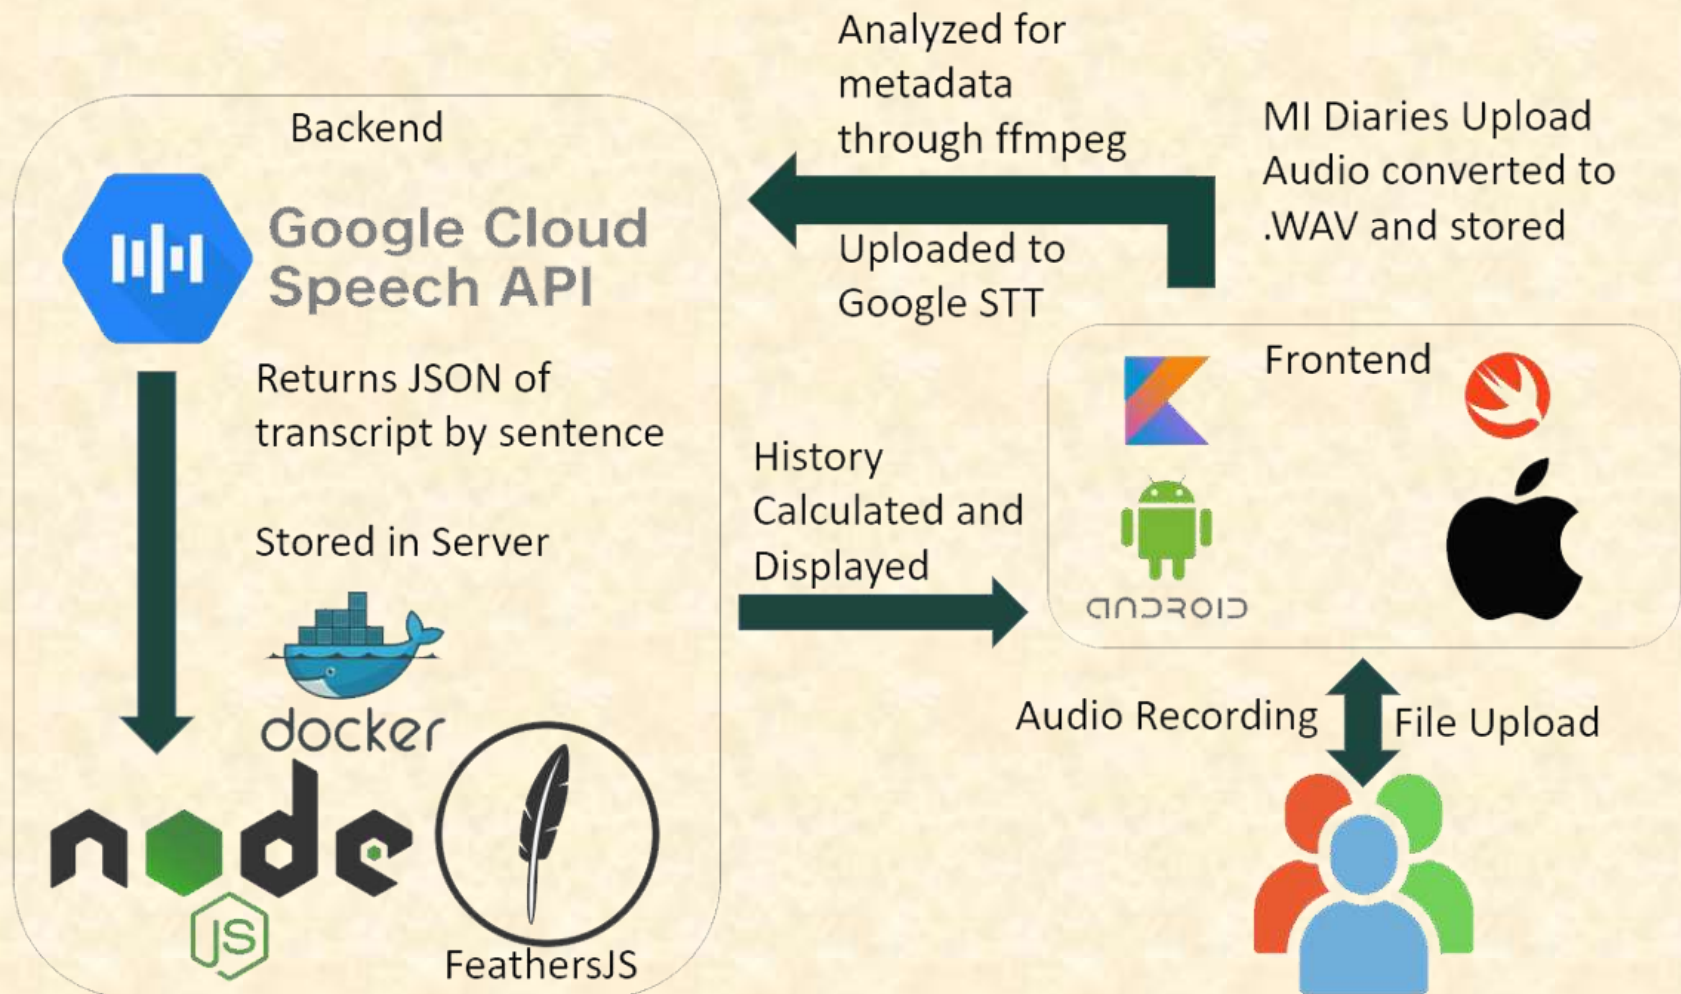 Backend
Google Cloud
Speech API
Returns JSON of
transcript by sentence
Stored in Server
docker
node
JS
FeathersJS
Analyzed for
metadata
through ffmpeg
Uploaded to
Google STT
MI Diaries Upload
Audio converted to
.WAV and stored
History
Calculated and
Displayed
Frontend
ANDROID
Audio Recording
File Upload